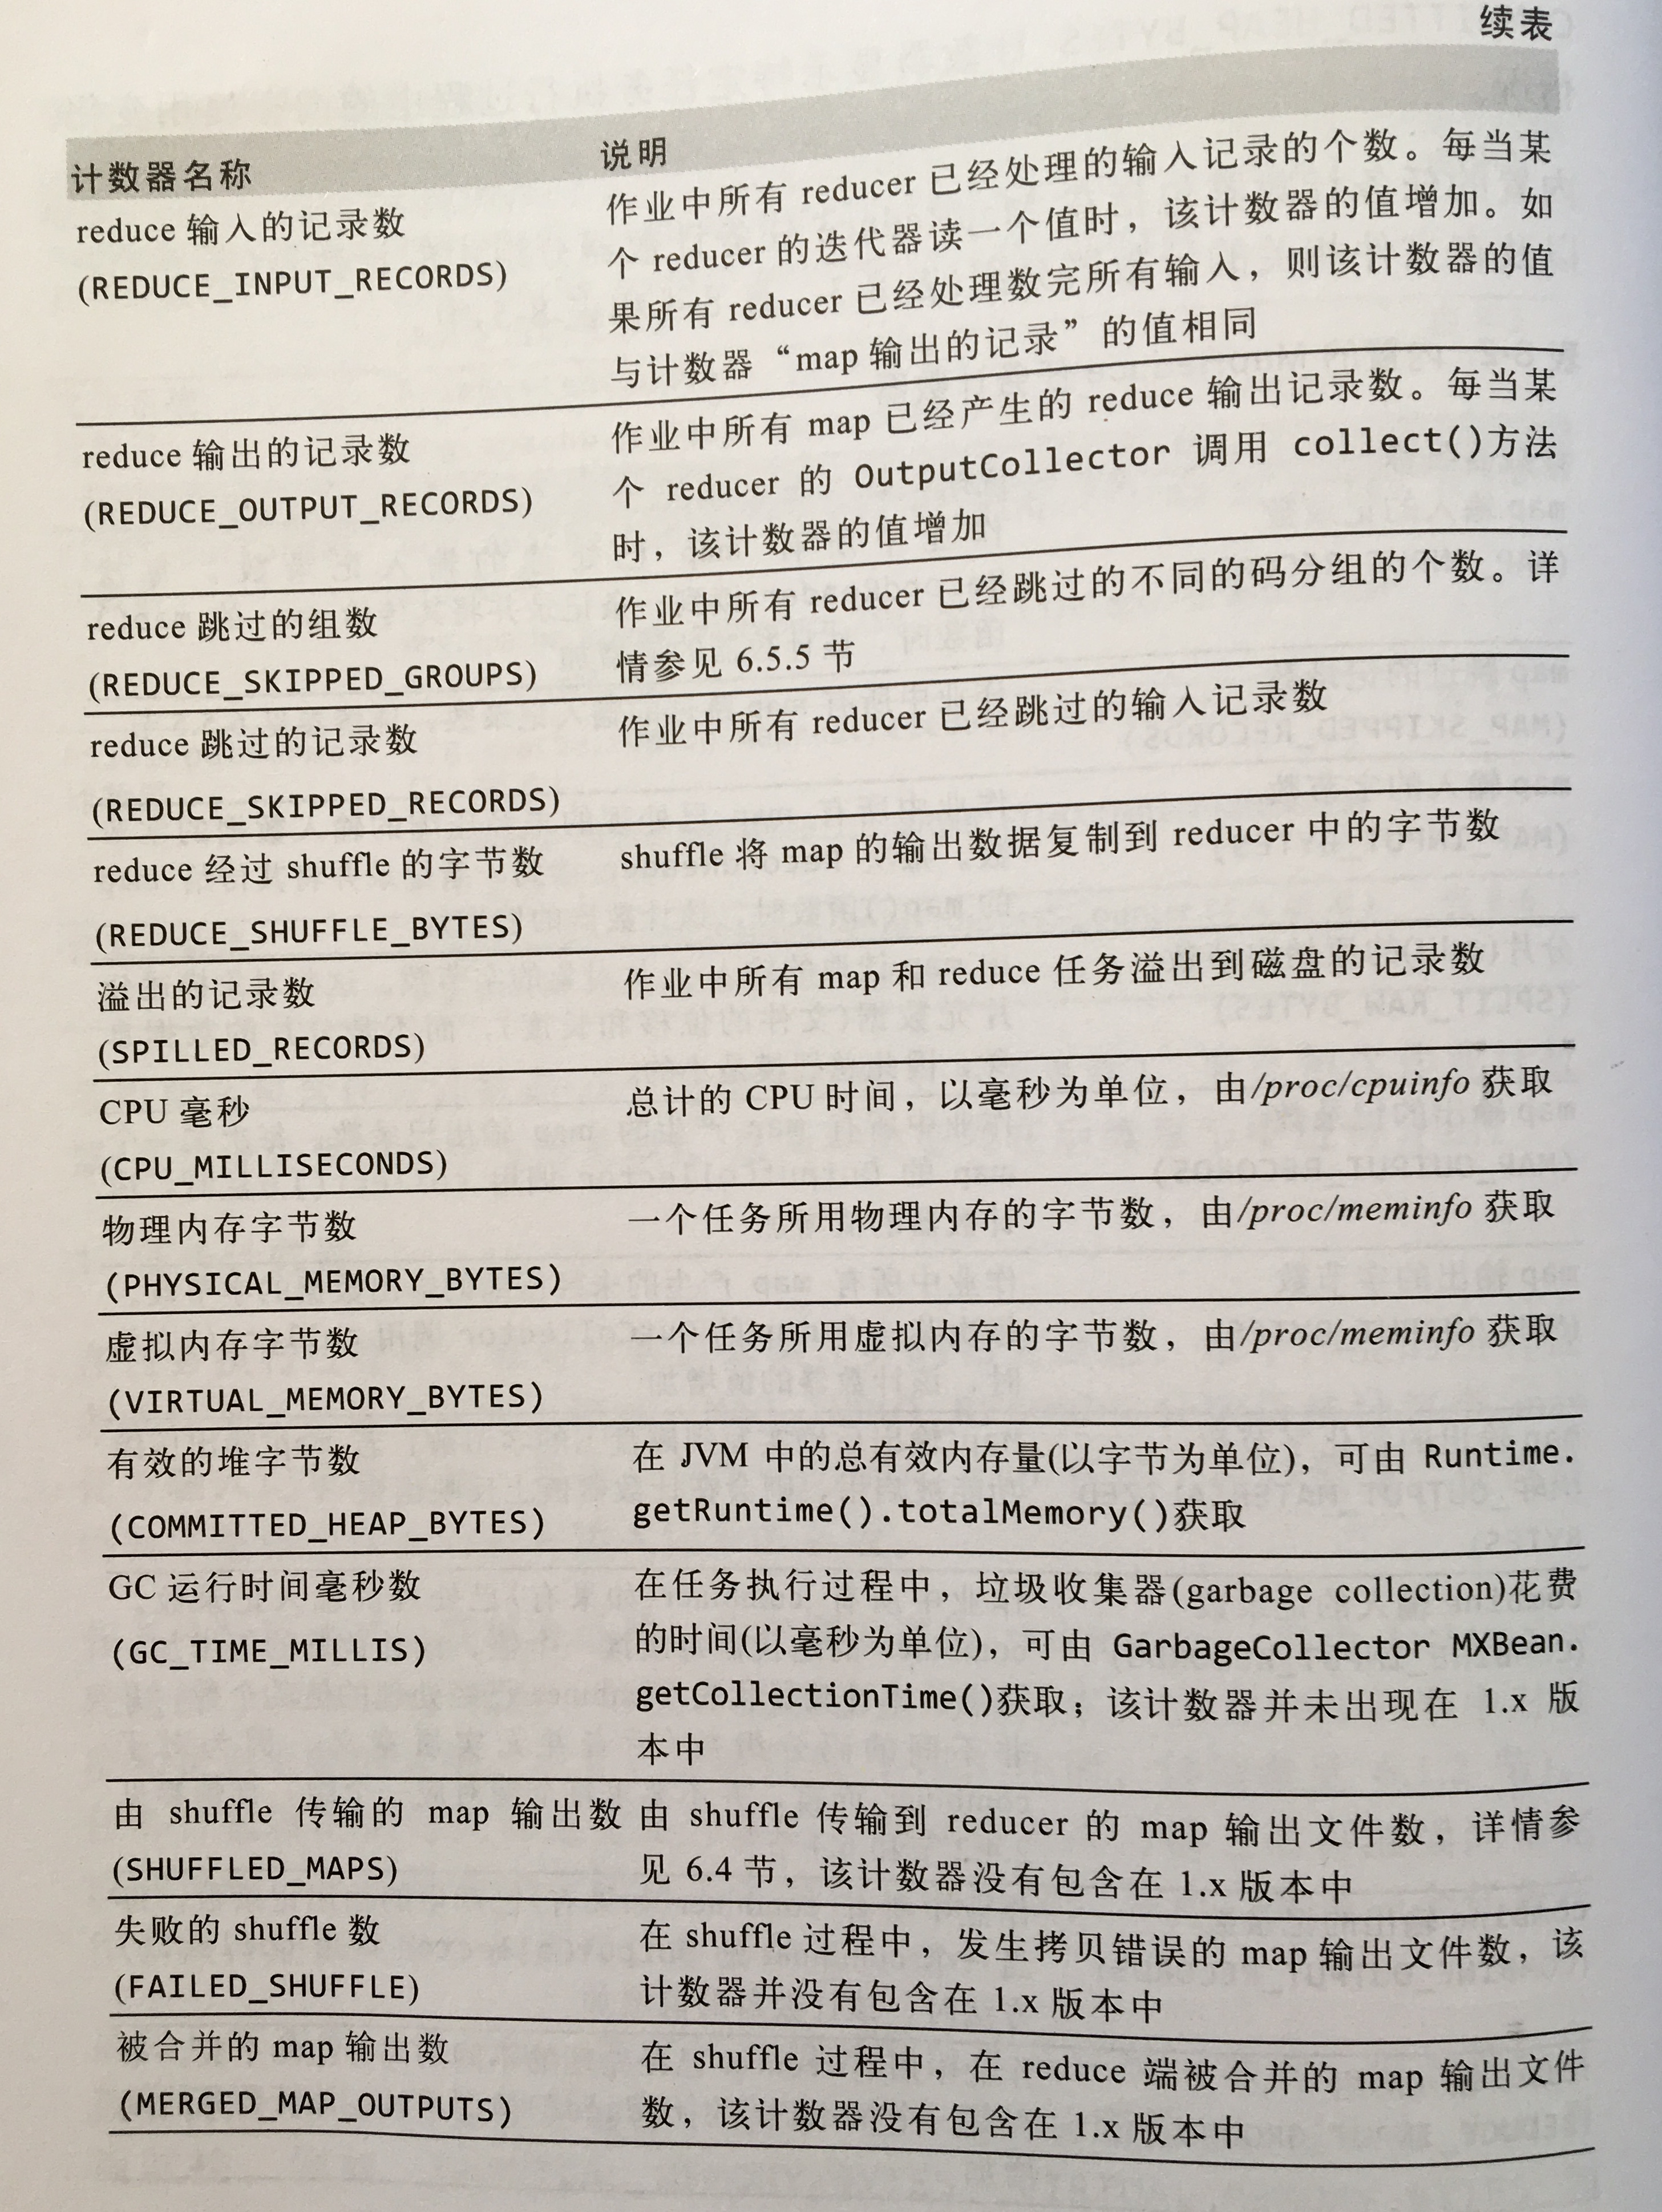 续表
计数器名称
说明
reduce 输入的记录数
(REDUCE_INPUT_RECORDS)
作业中所有 reducer 已经处理的输入记录的个数。每当某
个 reducer 的迭代器读一个值时，该计数器的值增加。如
果所有 reducer 已经处理数完所有输入，则该计数器的值
与计数器“map 输出的记录”的值相同
reduce 输出的记录数
(REDUCE_OUTPUT_RECORDS)
作业中所有 map 已经产生的 reduce 输出记录数。每当某
个 reducer 的 OutputCollector 调用 collect()方法
时，该计数器的值增加
reduce 跳过的组数
(REDUCE_SKIPPED_GROUPS)
作业中所有 reducer 已经跳过的不同的码分组的个数。详
情参见 6.5.5 节
reduce 跳过的记录数
(REDUCE_SKIPPED_RECORDS)
作业中所有 reducer 已经跳过的输入记录数
reduce 经过 shuffle 的字节数
(REDUCE_SHUFFLE_BYTES)
shuffle 将 map 的输出数据复制到 reducer 中的字节数
溢出的记录数
(SPILLED_RECORDS)
作业中所有 map 和 reduce 任务溢出到磁盘的记录数
CPU 毫秒
(CPU_MILLISECONDS)
总计的 CPU 时间，以毫秒为单位，由/proc/cpuinfo 获取
物理内存字节数
(PHYSICAL_MEMORY_BYTES)
一个任务所用物理内存的字节数，由/proc/meminfo 获取
虚拟内存字节数
(VIRTUAL_MEMORY_BYTES)
一个任务所用虚拟内存的字节数，由/proc/meminfo 获取
有效的堆字节数
(COMMITTED_HEAP_BYTES)
在 JVM 中的总有效内存量(以字节为单位)，可由 Runtime.
getRuntime().totalMemory()获取
GC 运行时间毫秒数
(GC_TIME_MILLIS)
在任务执行过程中，垃圾收集器(garbage collection)花费
的时间(以毫秒为单位)，可由 GarbageCollector MXBean.
getCollectionTime()获取；该计数器并未出现在 1.x 版
本中
由 shuffle 传输的 map 输出数
(SHUFFLED_MAPS)
由 shuffle 传输到 reducer 的 map 输出文件数，详情参
见 6.4 节，该计数器没有包含在 1.x 版本中
失败的 shuffle 数
(FAILED_SHUFFLE)
在 shuffle 过程中，发生拷贝错误的 map 输出文件数，该
计数器并没有包含在 1.x 版本中
被合并的 map 输出数
(MERGED_MAP_OUTPUTS)
在 shuffle 过程中，在 reduce 端被合并的 map 输出文件
数，该计数器没有包含在 1.x 版本中